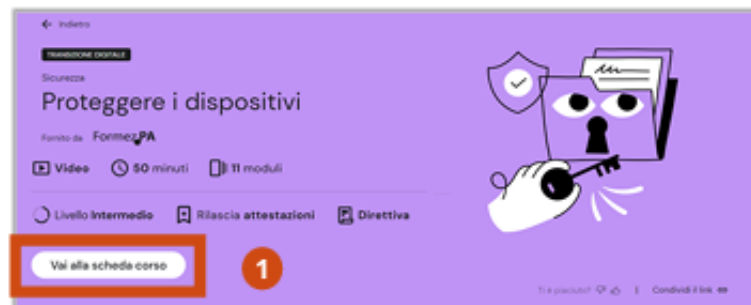 Indietro
TRANSIZIONE DIGITALE
Sicurezza
Proteggere i dispositivi
Fornito da FormezPA
Video 50 minuti 11 moduli
Livello Intermedio Rilascia attestazioni Direttiva
Vai alla scheda corso
1
Ti è piaciuto? | Condividi il link